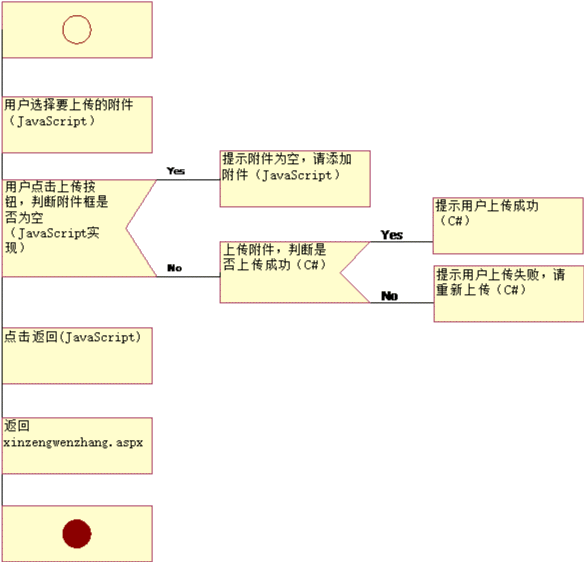 用户选择要上传的附件
（JavaScript）
用户点击上传按
钮，判断附件框是
否为空
（JavaScript实
现）
Yes
提示附件为空，请添加
附件（JavaScript）
No
上传附件，判断是
否上传成功（C#）
Yes
提示用户上传成功
（C#）
No
提示用户上传失败，请
重新上传（C#）
点击返回(JavaScript)
返回
xinzengwenzhang.aspx